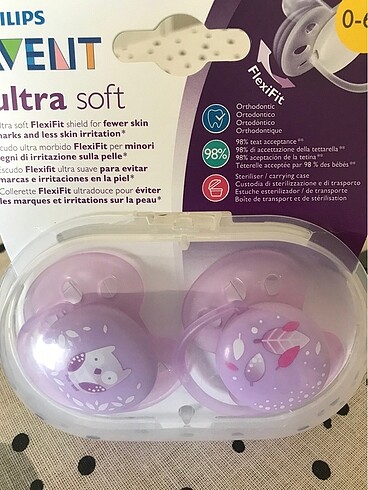 PHILIPS
AVENT
ultra soft
0-6
FlexiFit
ultra soft FlexiFit shield for fewer skin
marks and less skin irritation*
Scudo ultra morbido FlexiFit per minori
segni di irritazione sulla pelle*
Escudo FlexiFit ultra suave para evitar
marcas e irritaciones en la piel*
Collerette FlexiFit ultradouce pour éviter
les marques et irritations sur la peau*
Orthodontic
Ortodontico
Ortodóntico
Orthodontique
98%
98% teat acceptance**
98% di accettazione della tettarella**
98% aceptación de la tetina**
Téterelle acceptée par 98 % des bébés**
Steriliser / carrying case
Custodia di sterilizzazione e di trasporto
Estuche esterilizador/ de transporte
Boîte de transport et de stérilisation